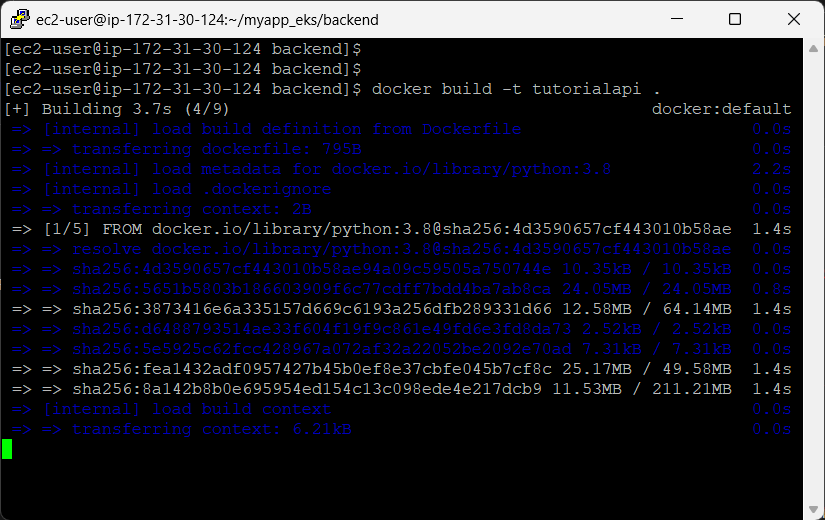 ec2-user@ip-172-31-30-124:~/myapp_eks/backend
[ec2-user@ip-172-31-30-124 backend]$
[ec2-user@ip-172-31-30-124 backend]$
[ec2-user@ip-172-31-30-124 backend]$ docker build -t tutorialapi .
[+] Building 3.7s (4/9) docker:default
=> [internal] load build definition from Dockerfile 0.0s
=> => transferring dockerfile: 795B 0.0s
=> [internal] load metadata for docker.io/library/python:3.8 2.2s
=> [internal] load .dockerignore 0.0s
=> => transferring context: 2B 0.0s
=> [1/5] FROM docker.io/library/python:3.8@sha256:4d3590657cf443010b58ae 1.4s
=> => resolve docker.io/library/python:3.8@sha256:4d3590657cf443010b58ae 0.0s
=> => sha256:4d3590657cf443010b58ae94a09c59505a750744e 10.35kB / 10.35kB 0.0s
=> => sha256:5651b5803b186603909f6c77cdff7bdd4ba7ab8ca 24.05MB / 24.05MB 0.8s
=> => sha256:3873416e6a335157d669c6193a256dfb289331d66 12.58MB / 64.14MB 1.4s
=> => sha256:d6488793514ae33f604f19f9c861e49fd6e3fd8da73 2.52kB / 2.52kB 0.0s
=> => sha256:5e5925c62fcc428967a072af32a22052be2092e70ad 7.31kB / 7.31kB 0.0s
=> => sha256:fea1432adf0957427b45b0ef8e37cbfe045b7cf8c 25.17MB / 49.58MB 1.4s
=> => sha256:8a142b8b0e695954ed154c13c098ede4e217dcb9 11.53MB / 211.21MB 1.4s
=> [internal] load build context 0.0s
=> => transferring context: 6.21kB 0.0s